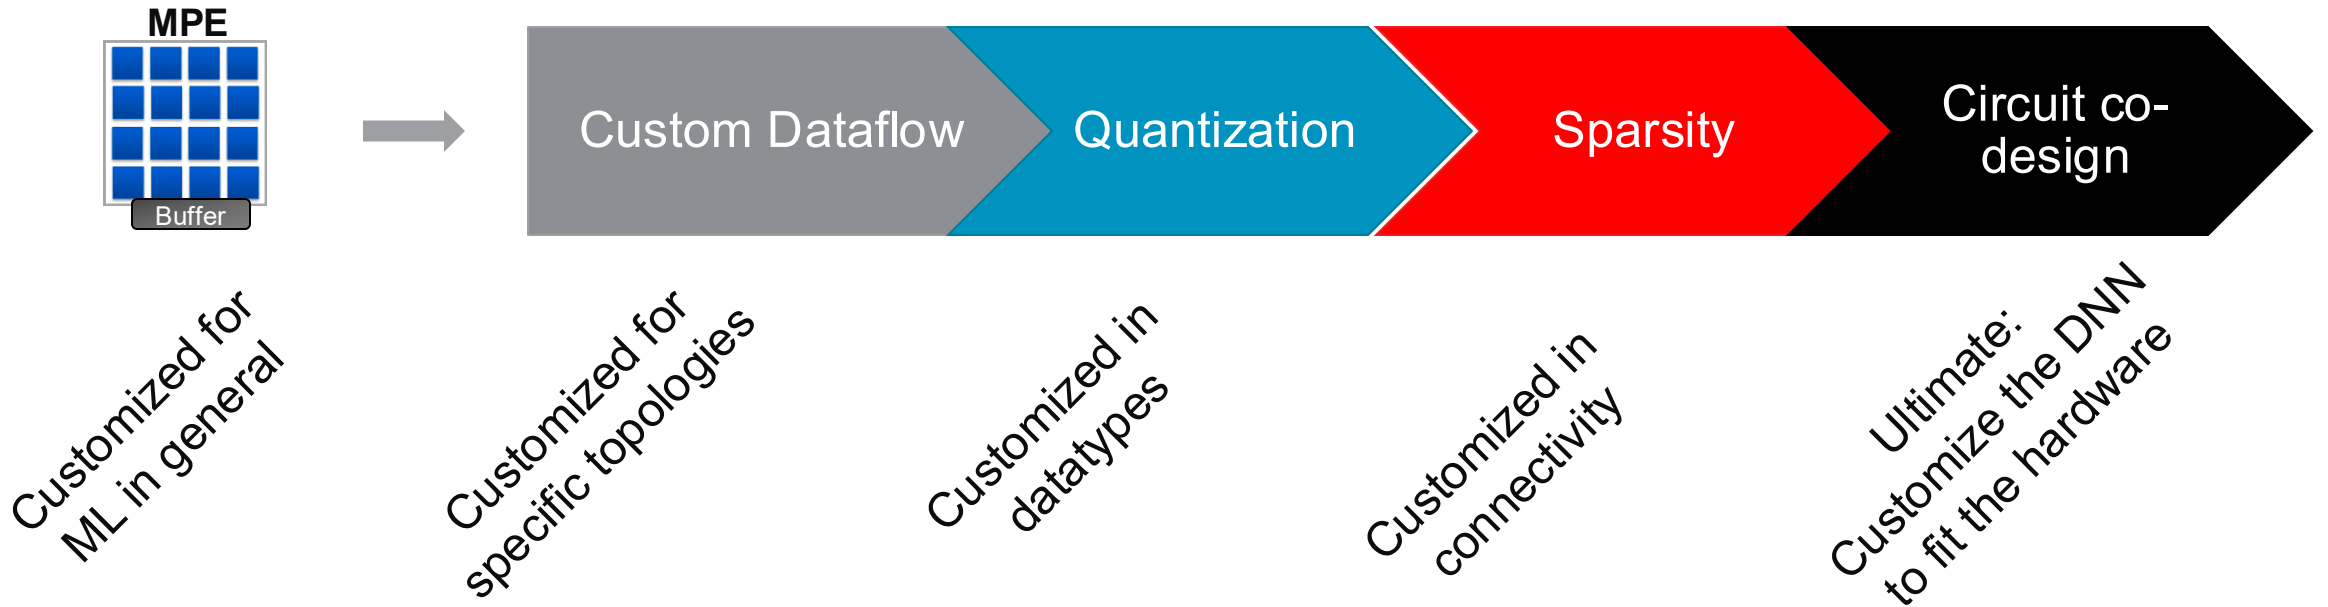 MPE
Buffer
Custom Dataflow
Quantization
Sparsity
Circuit co-
design
Customized for
ML in general
Customized for
specific topologies
Customized in
datatypes
Customized in
connectivity
Ultimate:
Customize the DNN
to fit the hardware